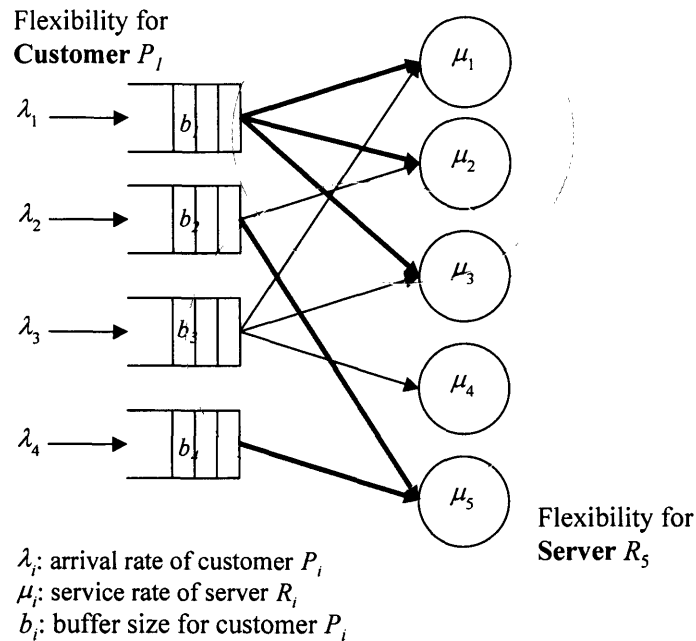 Flexibility for
Customer P₁
λ₁
b₁
λ₂
b₂
λ₃
b₃
λ₄
b₄
μ₁
μ₂
μ₃
μ₄
μ₅
Flexibility for
Server R₅
λᵢ: arrival rate of customer Pᵢ
μᵢ: service rate of server Rᵢ
bᵢ: buffer size for customer Pᵢ